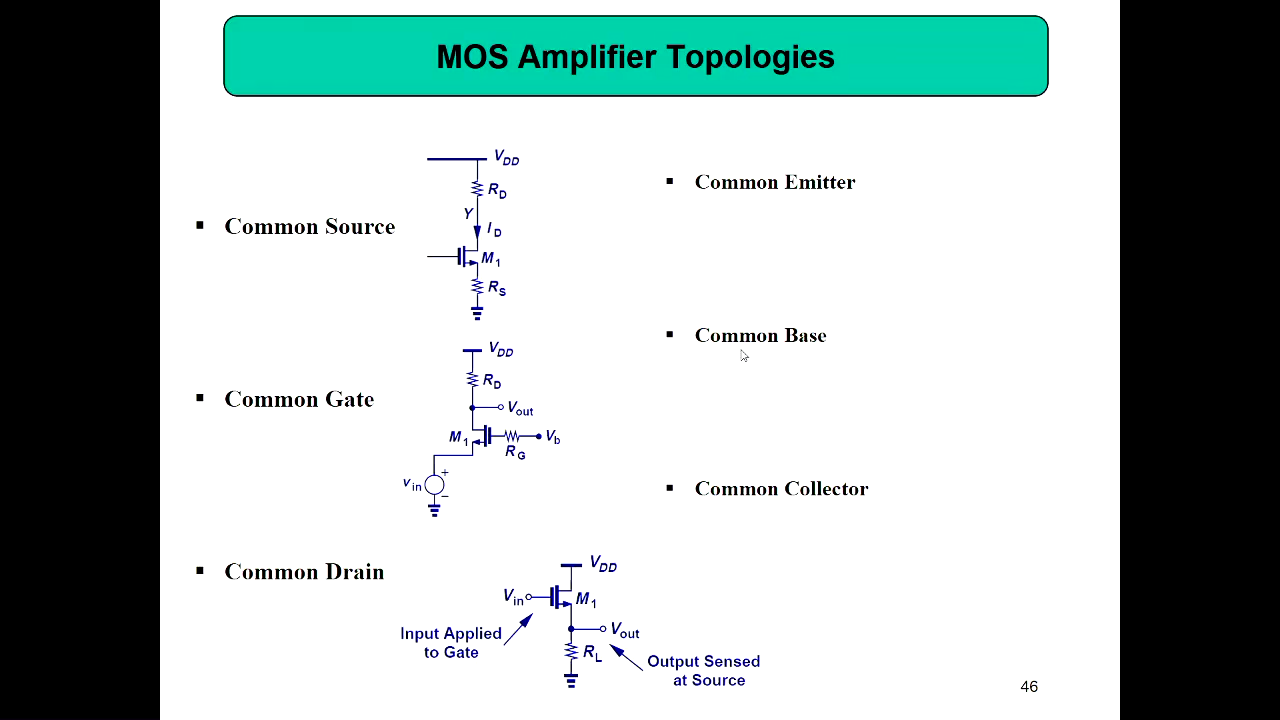 MOS Amplifier Topologies
▪ Common Source
VDD
RD
Y
ID
M1
RS
▪ Common Emitter
▪ Common Gate
VDD
RD
Vout
M1
RG
Vb
vin
+
−
▪ Common Base
▪ Common Collector
▪ Common Drain
VDD
Vin
M1
Vout
RL
Input Applied
to Gate
Output Sensed
at Source
46